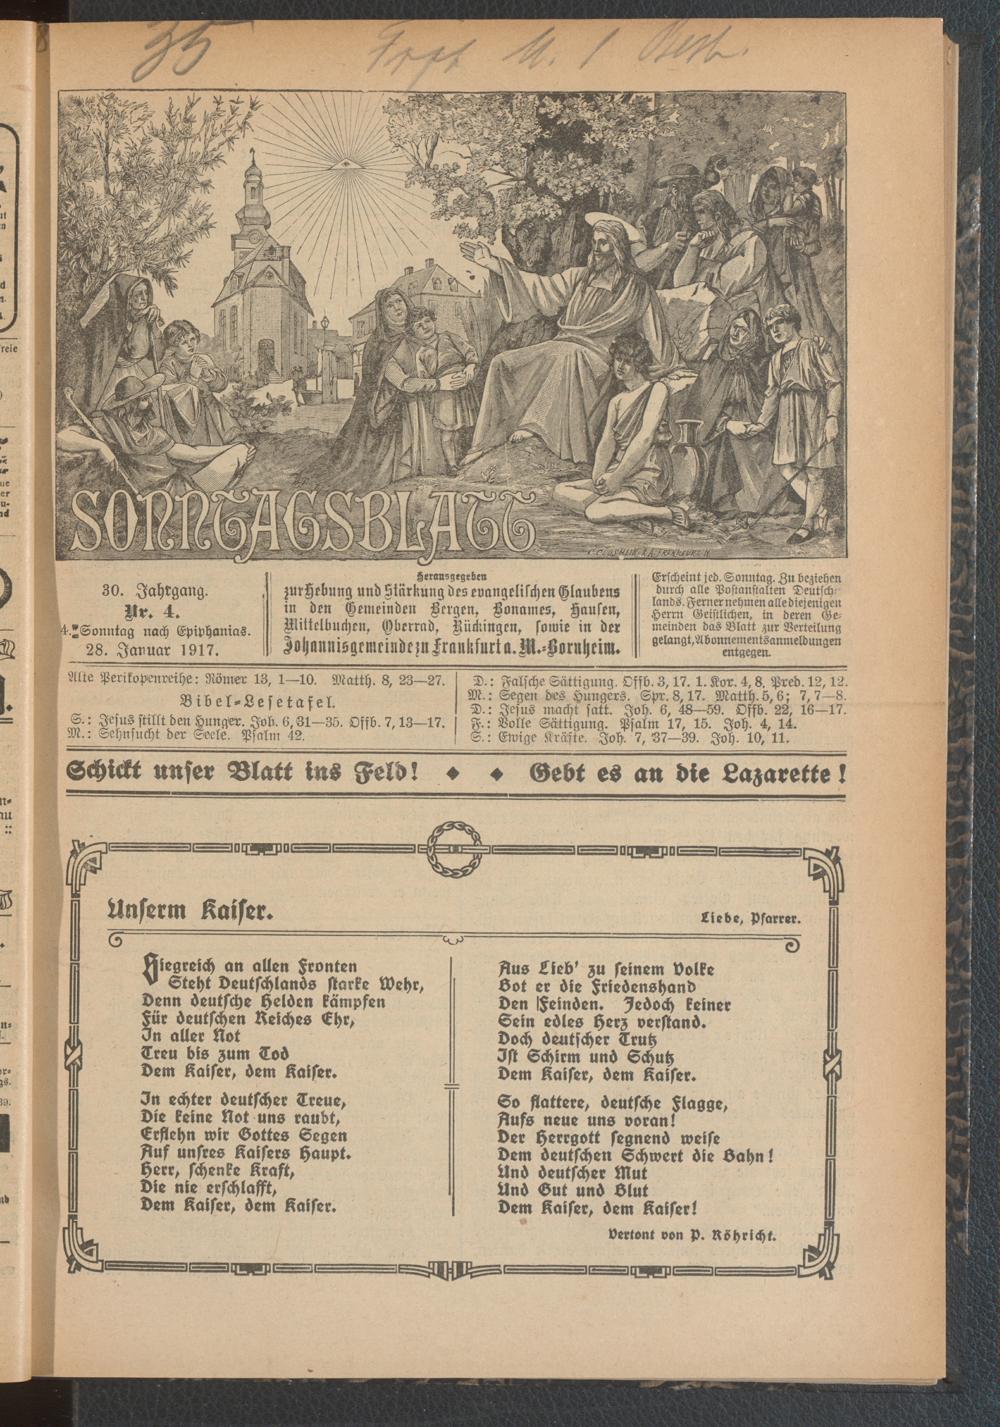 35
SONNTAGSBLATT
30. Jahrgang.
Nr. 4.
4. Sonntag nach Epiphanias.
28. Januar 1917.
Herausgegeben
zur Hebung und Stärkung des evangelischen Glaubens
in den Gemeinden Bergen, Bonames, Hausen,
Mittelbuchen, Oberrad, Rückingen, sowie in der
Johannisgemeinde zu Frankfurt a. M.-Bornheim.
Erscheint jed. Sonntag. Zu beziehen
durch alle Postanstalten Deutsch-
lands. Ferner nehmen alle diejenigen
Herrn Geistlichen, in deren Ge-
meinden das Blatt zur Verteilung
gelangt, Abonnementsanmeldungen
entgegen.
Alte Perikopenreihe: Römer 13, 1—10. Matth. 8, 23—27.
Bibel-Lesetafel.
S.: Jesus stillt den Hunger. Joh. 6, 31—35. Offb. 7, 13—17.
M.: Sehnsucht der Seele. Psalm 42.
D.: Falsche Sättigung. Offb. 3, 17. 1. Kor. 4, 8. Pred. 12, 12.
M.: Segen des Hungers. Spr. 8, 17. Matth. 5, 6; 7, 7—8.
D.: Jesus macht satt. Joh. 6, 48—59. Offb. 22, 16—17.
F.: Volle Sättigung. Psalm 17, 15. Joh. 4, 14.
S.: Ewige Kräfte. Joh. 7, 37—39. Joh. 10, 11.
Schickt unser Blatt ins Feld! ◆ ◆ Gebt es an die Lazarette!
Unserm Kaiser.
Liebe, Pfarrer.
Siegreich an allen Fronten
Steht Deutschlands starke Wehr,
Denn deutsche Helden kämpfen
Für deutschen Reiches Ehr,
In aller Not
Treu bis zum Tod
Dem Kaiser, dem Kaiser.
In echter deutscher Treue,
Die keine Not uns raubt,
Erflehn wir Gottes Segen
Auf unsres Kaisers Haupt.
Herr, schenke Kraft,
Die nie erschlafft,
Dem Kaiser, dem Kaiser.
Aus Lieb' zu seinem Volke
Bot er die Friedenshand
Den Feinden. Jedoch keiner
Sein edles Herz verstand.
Doch deutscher Trutz
Ist Schirm und Schutz
Dem Kaiser, dem Kaiser.
So flattere, deutsche Flagge,
Aufs neue uns voran!
Der Herrgott segnend weise
Dem deutschen Schwert die Bahn!
Und deutscher Mut
Und Gut und Blut
Dem Kaiser, dem Kaiser!
Vertont von P. Röhricht.